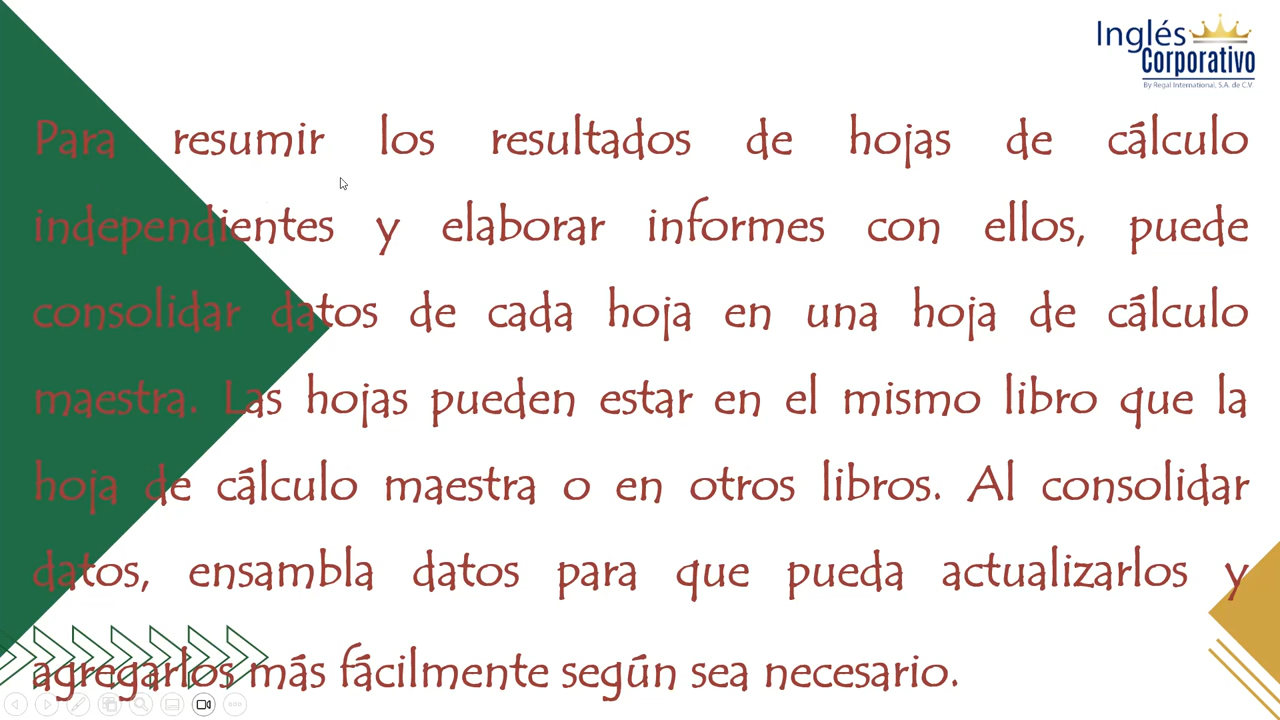 Inglés
Corporativo
By Regal International, S.A. de C.V.
Para resumir los resultados de hojas de cálculo
independientes y elaborar informes con ellos, puede
consolidar datos de cada hoja en una hoja de cálculo
maestra. Las hojas pueden estar en el mismo libro que la
hoja de cálculo maestra o en otros libros. Al consolidar
datos, ensambla datos para que pueda actualizarlos y
agregarlos más fácilmente según sea necesario.